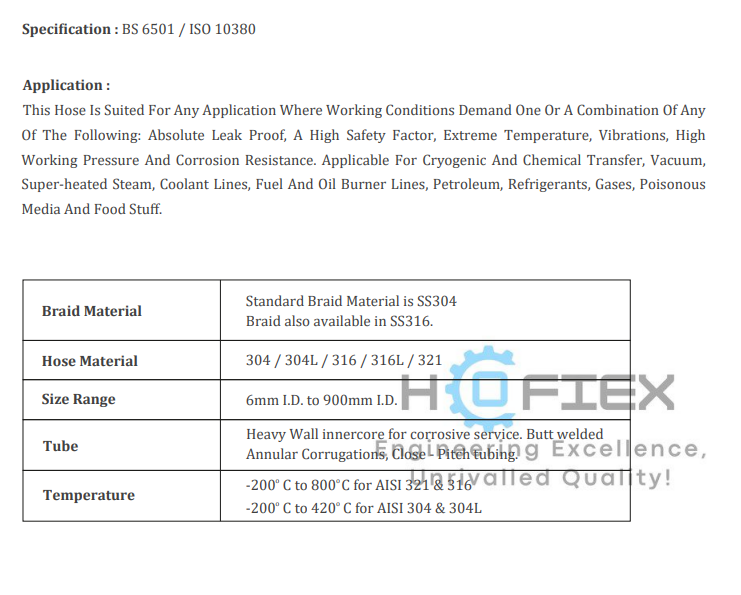 Specification : BS 6501 / ISO 10380
Application :
This Hose Is Suited For Any Application Where Working Conditions Demand One Or A Combination Of Any
Of The Following: Absolute Leak Proof, A High Safety Factor, Extreme Temperature, Vibrations, High
Working Pressure And Corrosion Resistance. Applicable For Cryogenic And Chemical Transfer, Vacuum,
Super-heated Steam, Coolant Lines, Fuel And Oil Burner Lines, Petroleum, Refrigerants, Gases, Poisonous
Media And Food Stuff.
Braid Material
Standard Braid Material is SS304
Braid also available in SS316.
Hose Material
304 / 304L / 316 / 316L / 321
Size Range
6mm I.D. to 900mm I.D.
Tube
Heavy Wall innercore for corrosive service. Butt welded
Annular Corrugations, Close - Pitch tubing.
Temperature
-200° C to 800°C for AISI 321 & 316
-200° C to 420°C for AISI 304 & 304L
HOFIEX
Engineering Excellence,
Unrivalled Quality!